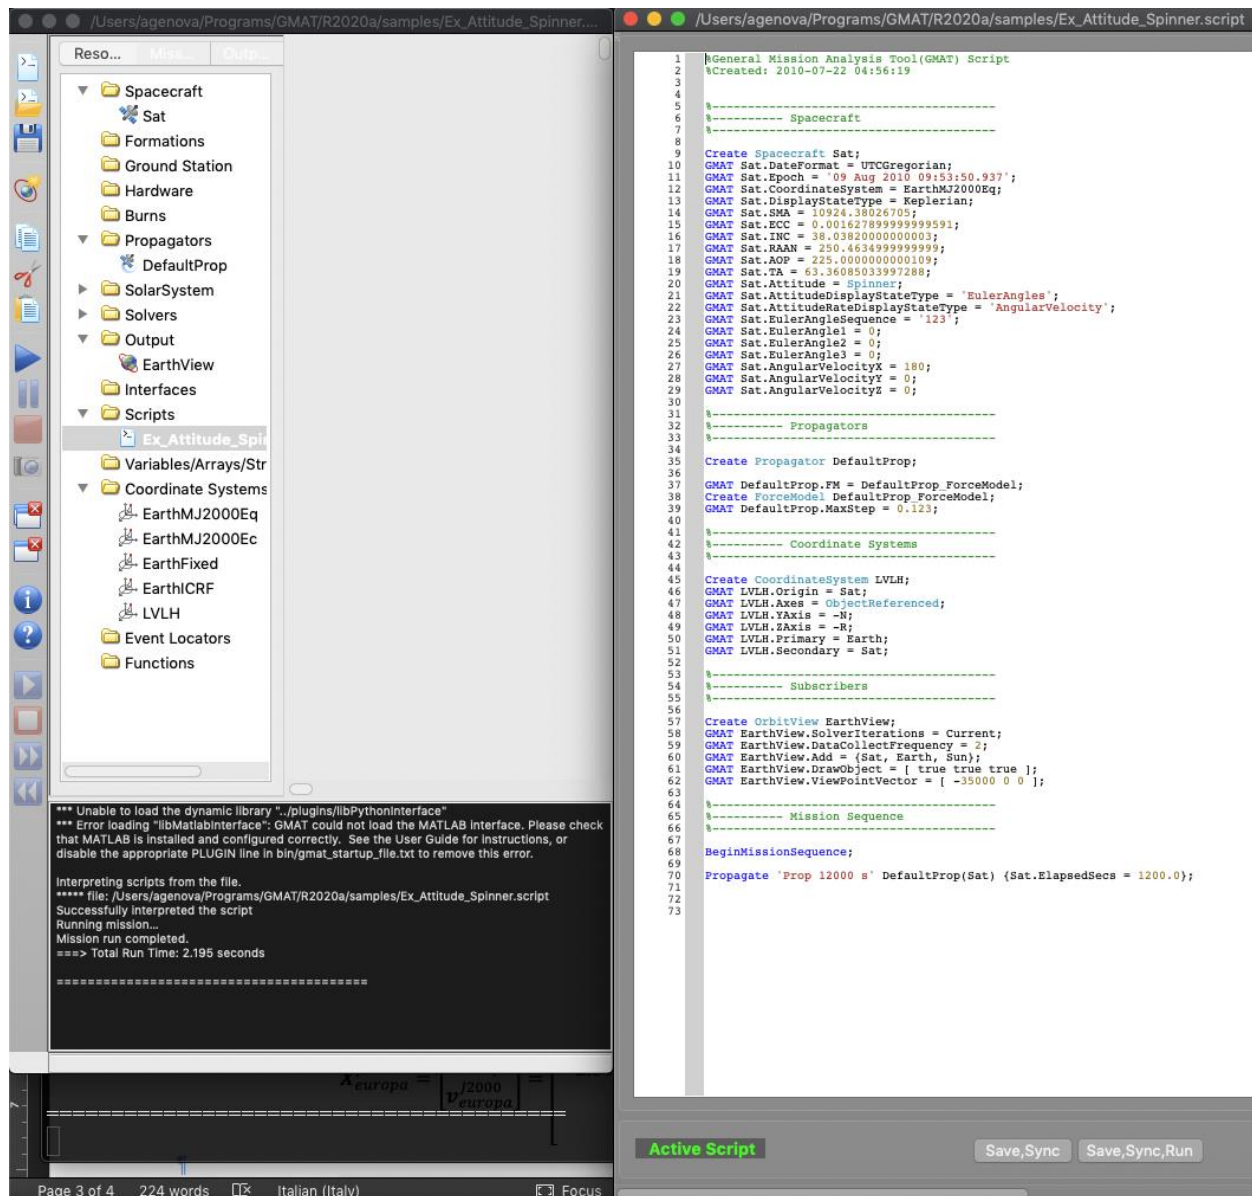 /Users/agenova/Programs/GMAT/R2020a/samples/Ex_Attitude_Spinner....
Reso... Miss... Outp...
Spacecraft
Sat
Formations
Ground Station
Hardware
Burns
Propagators
DefaultProp
SolarSystem
Solvers
Output
EarthView
Interfaces
Scripts
Ex_Attitude_Spi
Variables/Arrays/Str
Coordinate Systems
EarthMJ2000Eq
EarthMJ2000Ec
EarthFixed
EarthICRF
LVLH
Event Locators
Functions
*** Unable to load the dynamic library "../plugins/libPythonInterface"
*** Error loading "libMatlabInterface": GMAT could not load the MATLAB interface. Please check
that MATLAB is installed and configured correctly.  See the User Guide for instructions, or
disable the appropriate PLUGIN line in bin/gmat_startup_file.txt to remove this error.
Interpreting scripts from the file.
***** file: /Users/agenova/Programs/GMAT/R2020a/samples/Ex_Attitude_Spinner.script
Successfully interpreted the script
Running mission...
Mission run completed.
===> Total Run Time: 2.195 seconds
========================================
europa
J2000
europa
7
Page 3 of 4 224 words Italian (Italy) Focus
/Users/agenova/Programs/GMAT/R2020a/samples/Ex_Attitude_Spinner.script
1 %General Mission Analysis Tool(GMAT) Script
2 %Created: 2010-07-22 04:56:19
3
4
5 %----------------------------------------
6 %---------- Spacecraft
7 %----------------------------------------
8
9 Create Spacecraft Sat;
10 GMAT Sat.DateFormat = UTCGregorian;
11 GMAT Sat.Epoch = '09 Aug 2010 09:53:50.937';
12 GMAT Sat.CoordinateSystem = EarthMJ2000Eq;
13 GMAT Sat.DisplayStateType = Keplerian;
14 GMAT Sat.SMA = 10924.38026705;
15 GMAT Sat.ECC = 0.001627899999999591;
16 GMAT Sat.INC = 38.03820000000003;
17 GMAT Sat.RAAN = 250.4634999999999;
18 GMAT Sat.AOP = 225.0000000000109;
19 GMAT Sat.TA = 63.36085033997288;
20 GMAT Sat.Attitude = Spinner;
21 GMAT Sat.AttitudeDisplayStateType = 'EulerAngles';
22 GMAT Sat.AttitudeRateDisplayStateType = 'AngularVelocity';
23 GMAT Sat.EulerAngleSequence = '123';
24 GMAT Sat.EulerAngle1 = 0;
25 GMAT Sat.EulerAngle2 = 0;
26 GMAT Sat.EulerAngle3 = 0;
27 GMAT Sat.AngularVelocityX = 180;
28 GMAT Sat.AngularVelocityY = 0;
29 GMAT Sat.AngularVelocityZ = 0;
30
31 %----------------------------------------
32 %---------- Propagators
33 %----------------------------------------
34
35 Create Propagator DefaultProp;
36
37 GMAT DefaultProp.FM = DefaultProp_ForceModel;
38 Create ForceModel DefaultProp_ForceModel;
39 GMAT DefaultProp.MaxStep = 0.123;
40
41 %----------------------------------------
42 %---------- Coordinate Systems
43 %----------------------------------------
44
45 Create CoordinateSystem LVLH;
46 GMAT LVLH.Origin = Sat;
47 GMAT LVLH.Axes = ObjectReferenced;
48 GMAT LVLH.YAxis = -N;
49 GMAT LVLH.ZAxis = -R;
50 GMAT LVLH.Primary = Earth;
51 GMAT LVLH.Secondary = Sat;
52
53 %----------------------------------------
54 %---------- Subscribers
55 %----------------------------------------
56
57 Create OrbitView EarthView;
58 GMAT EarthView.SolverIterations = Current;
59 GMAT EarthView.DataCollectFrequency = 2;
60 GMAT EarthView.Add = {Sat, Earth, Sun};
61 GMAT EarthView.DrawObject = [ true true true ];
62 GMAT EarthView.ViewPointVector = [ -35000 0 0 ];
63
64 %----------------------------------------
65 %---------- Mission Sequence
66 %----------------------------------------
67
68 BeginMissionSequence;
69
70 Propagate 'Prop 12000 s' DefaultProp(Sat) {Sat.ElapsedSecs = 1200.0};
71
72
73
Active Script Save,Sync Save,Sync,Run